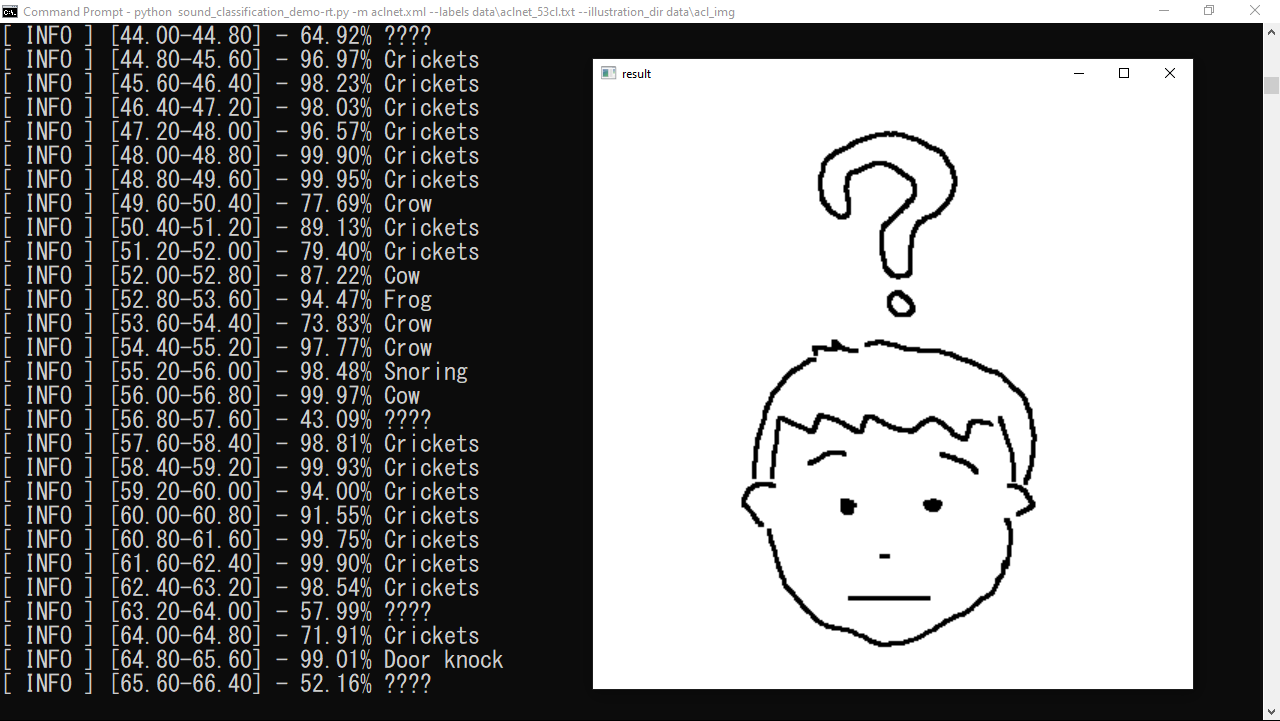 Command Prompt - python  sound_classification_demo-rt.py -m aclnet.xml --labels data\aclnet_53cl.txt --illustration_dir data\acl_img
[ INFO ] [44.00-44.80] - 64.92% ????
[ INFO ] [44.80-45.60] - 96.97% Crickets
[ INFO ] [45.60-46.40] - 98.23% Crickets
[ INFO ] [46.40-47.20] - 98.03% Crickets
[ INFO ] [47.20-48.00] - 96.57% Crickets
[ INFO ] [48.00-48.80] - 99.90% Crickets
[ INFO ] [48.80-49.60] - 99.95% Crickets
[ INFO ] [49.60-50.40] - 77.69% Crow
[ INFO ] [50.40-51.20] - 89.13% Crickets
[ INFO ] [51.20-52.00] - 79.40% Crickets
[ INFO ] [52.00-52.80] - 87.22% Cow
[ INFO ] [52.80-53.60] - 94.47% Frog
[ INFO ] [53.60-54.40] - 73.83% Crow
[ INFO ] [54.40-55.20] - 97.77% Crow
[ INFO ] [55.20-56.00] - 98.48% Snoring
[ INFO ] [56.00-56.80] - 99.97% Cow
[ INFO ] [56.80-57.60] - 43.09% ????
[ INFO ] [57.60-58.40] - 98.81% Crickets
[ INFO ] [58.40-59.20] - 99.93% Crickets
[ INFO ] [59.20-60.00] - 94.00% Crickets
[ INFO ] [60.00-60.80] - 91.55% Crickets
[ INFO ] [60.80-61.60] - 99.75% Crickets
[ INFO ] [61.60-62.40] - 99.90% Crickets
[ INFO ] [62.40-63.20] - 98.54% Crickets
[ INFO ] [63.20-64.00] - 57.99% ????
[ INFO ] [64.00-64.80] - 71.91% Crickets
[ INFO ] [64.80-65.60] - 99.01% Door knock
[ INFO ] [65.60-66.40] - 52.16% ????
result
?